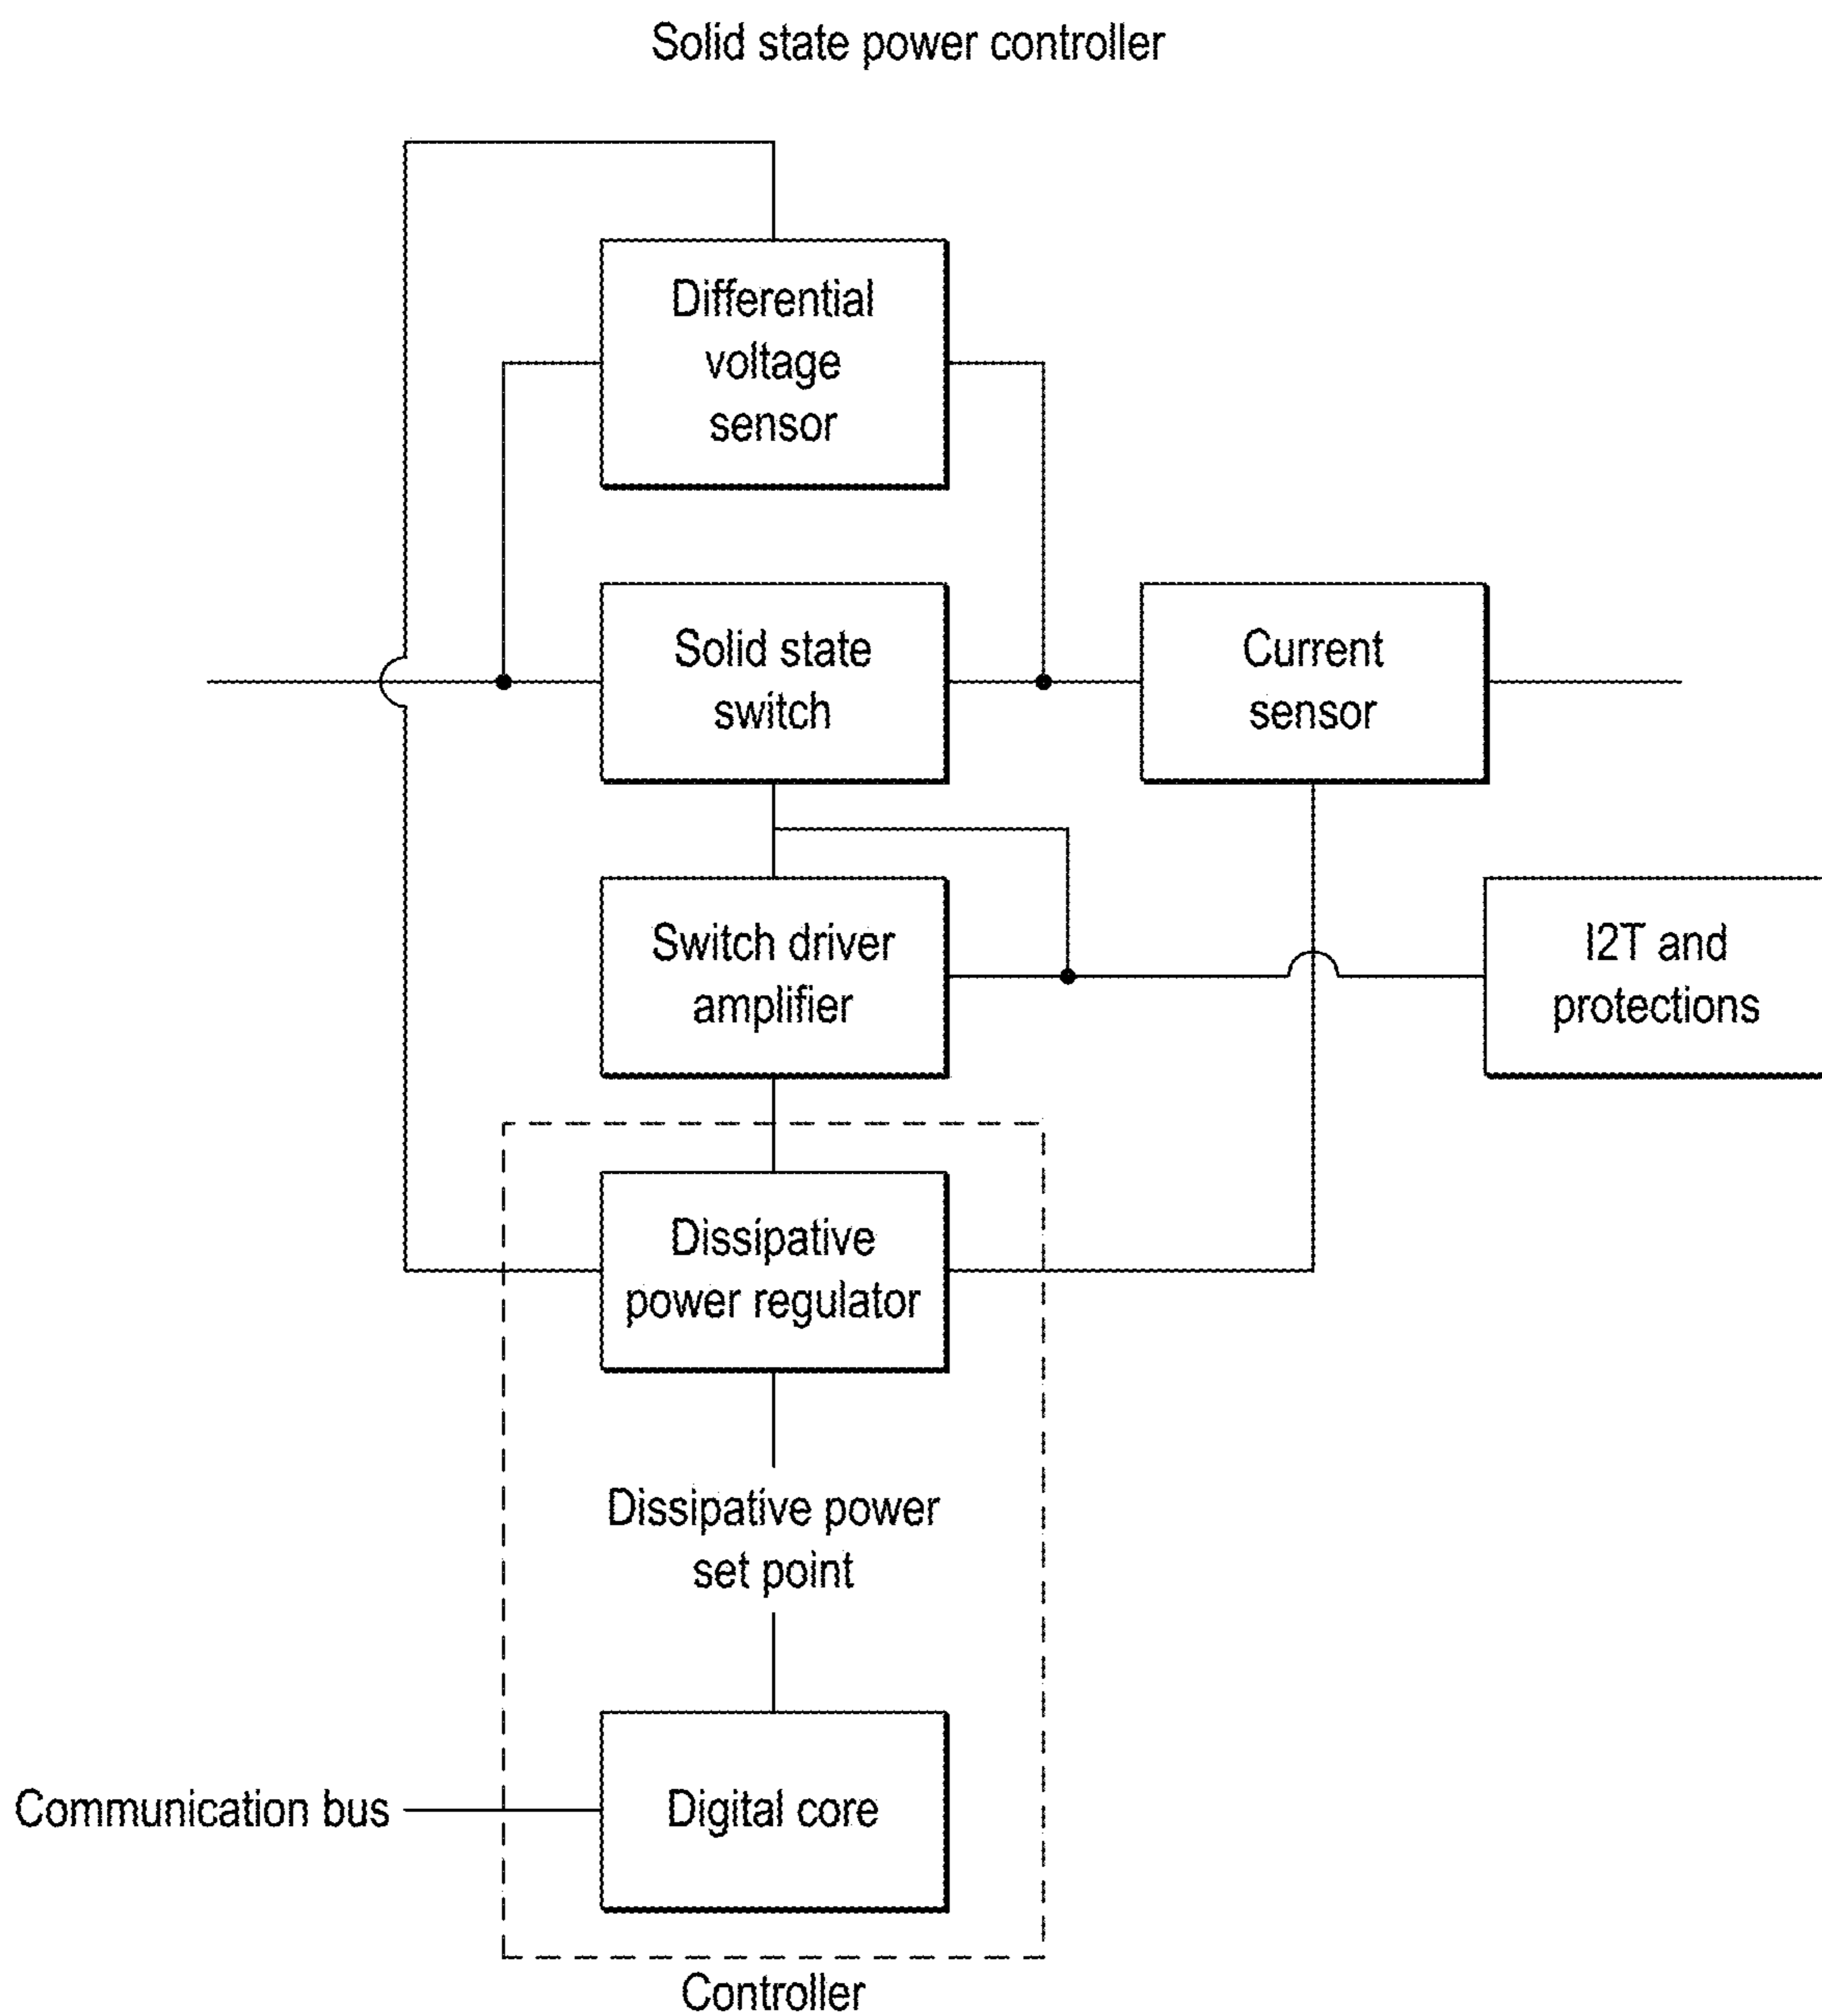 Solid state power controller
Differential
voltage
sensor
Solid state
switch
Current
sensor
Switch driver
amplifier
I2T and
protections
Dissipative
power regulator
Dissipative power
set point
Communication bus
Digital core
Controller